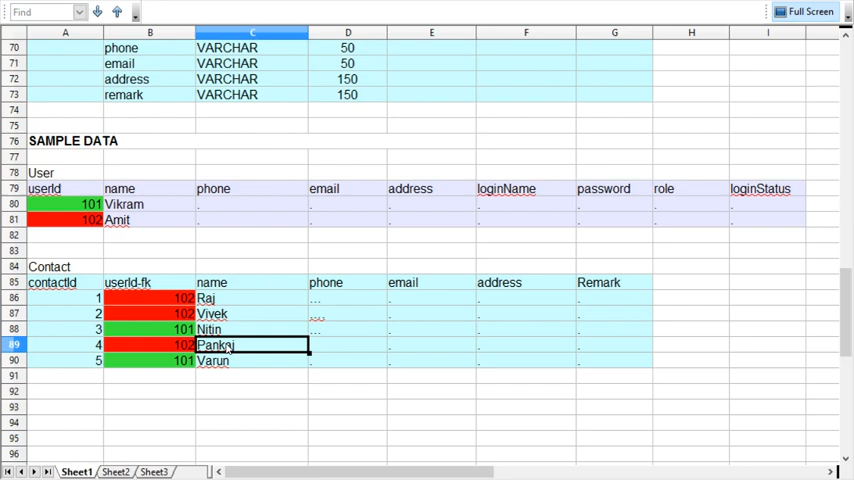 Find
Full Screen
A B C D E F G H I
70 phone VARCHAR 50
71 email VARCHAR 50
72 address VARCHAR 150
73 remark VARCHAR 150
74
75
76 SAMPLE DATA
77
78 User
79 userId name phone email address loginName password role loginStatus
80 101 Vikram . . . . . . .
81 102 Amit . . . . . . .
82
83
84 Contact
85 contactId userId-fk name phone email address Remark
86 1 102 Raj ... . . .
87 2 102 Vivek .... . . .
88 3 101 Nitin ... . . .
89 4 102 Pankaj . . . .
90 5 101 Varun . . . .
91
92
93
94
95
96
Sheet1 Sheet2 Sheet3